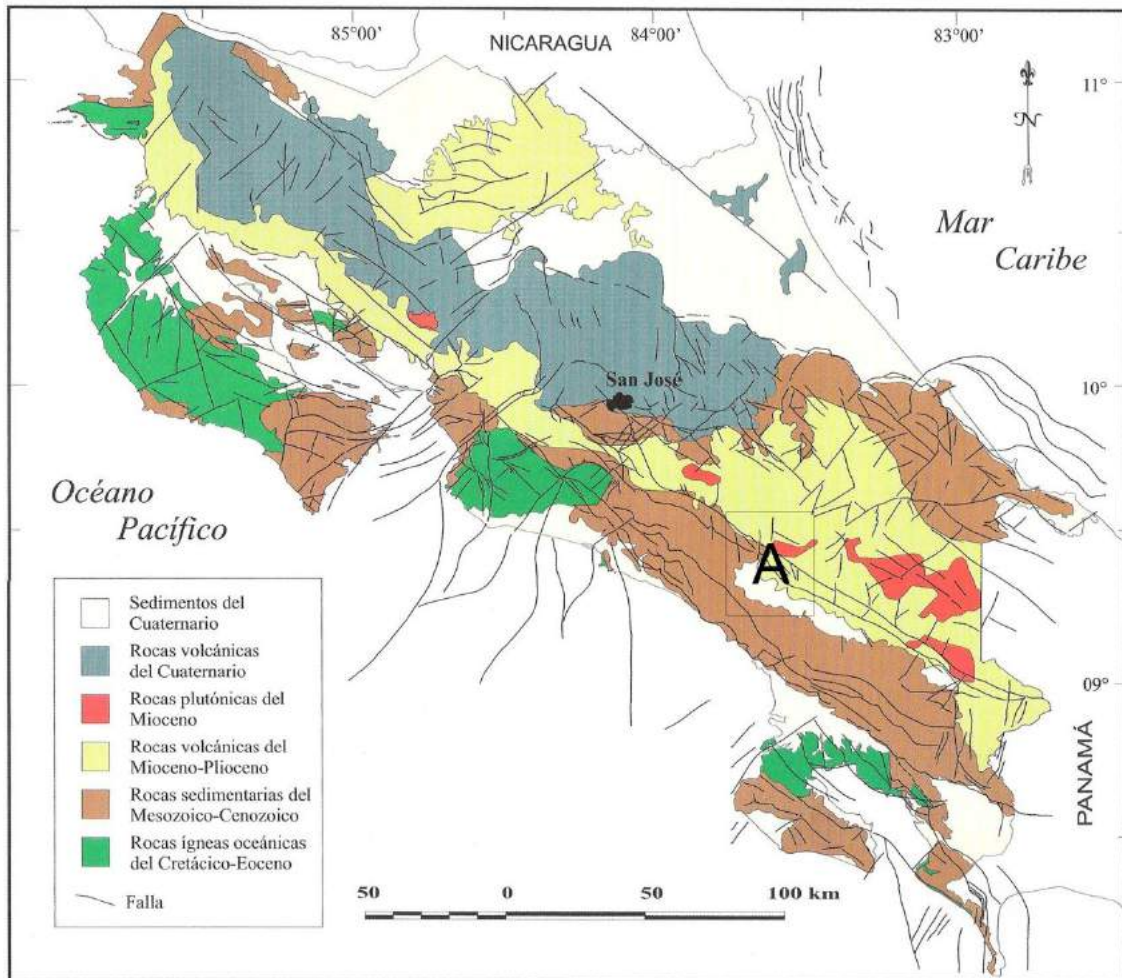 85°00'
84°00'
83°00'
NICARAGUA
11°
N
Mar
Caribe
San José
10°
Océano
Pacífico
A
09°
PANAMÁ
Sedimentos del
Cuaternario
Rocas volcánicas
del Cuaternario
Rocas plutónicas del
Mioceno
Rocas volcánicas del
Mioceno-Plioceno
Rocas sedimentarias del
Mesozoico-Cenozoico
Rocas ígneas oceánicas
del Cretácico-Eoceno
Falla
50 0 50 100 km